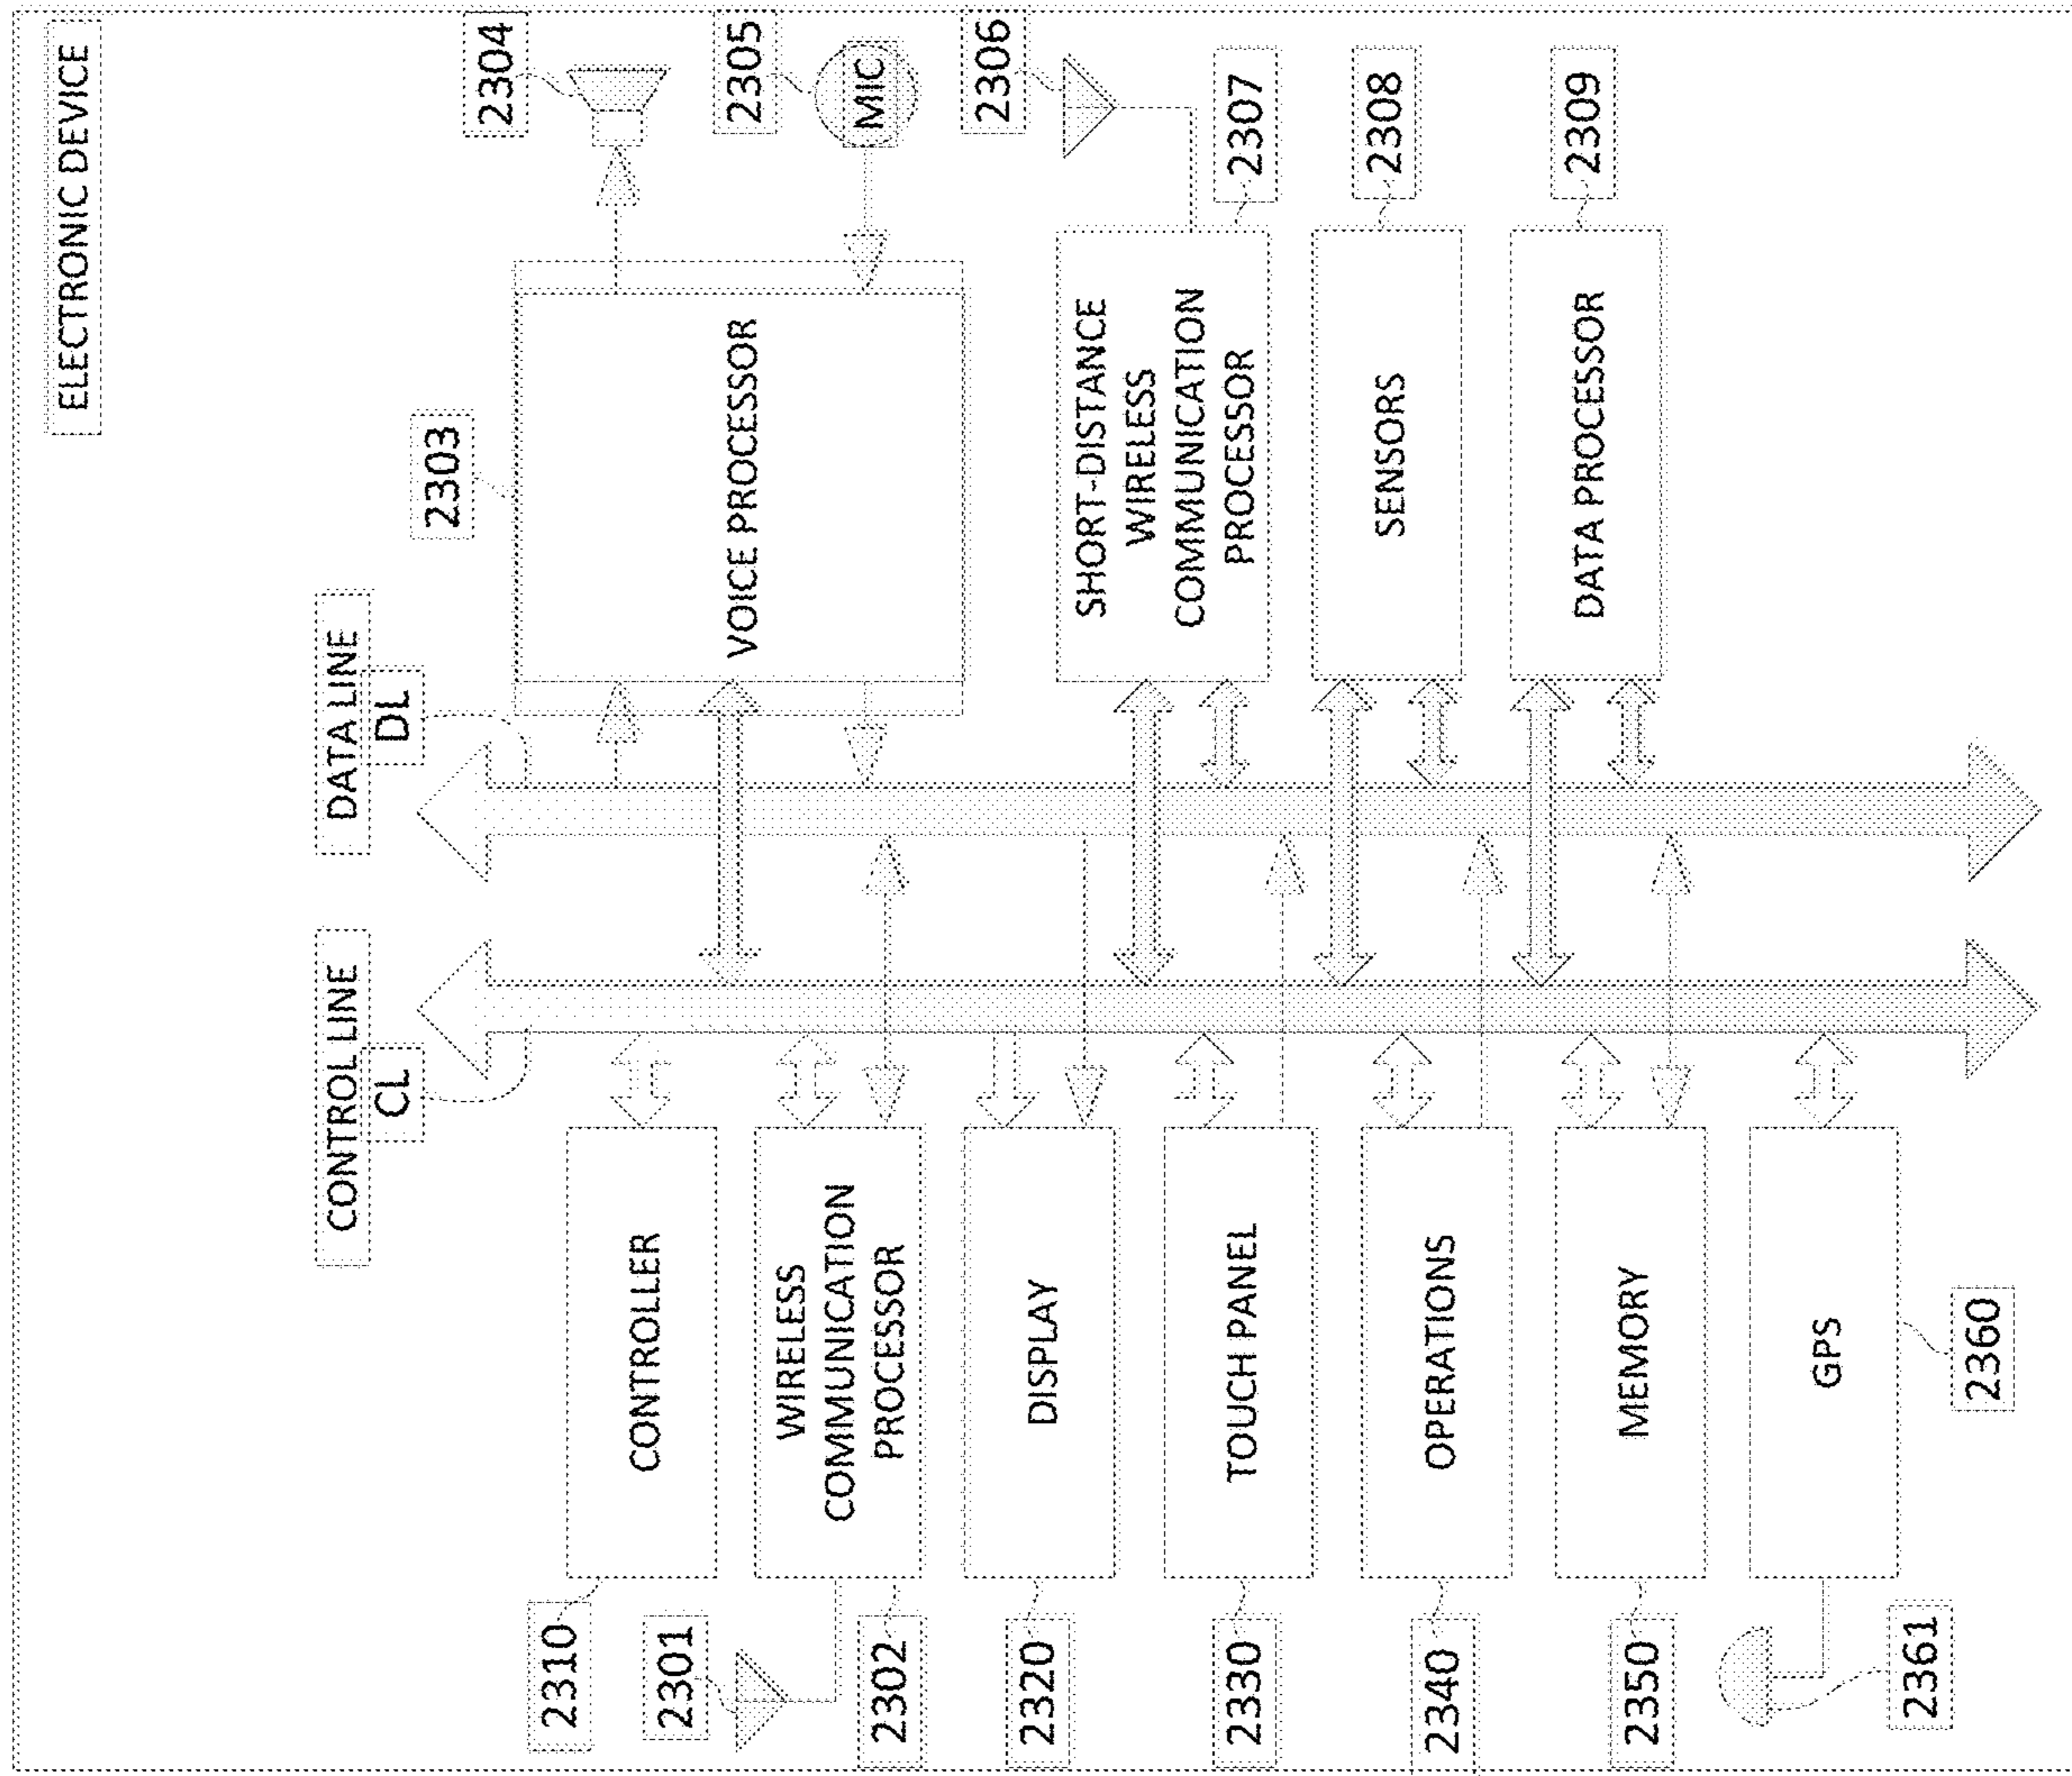 ELECTRONIC DEVICE
CONTROL LINE
CL
DATA LINE
DL
2310
CONTROLLER
2301
WIRELESS
COMMUNICATION
PROCESSOR
2302
DISPLAY
2320
TOUCH PANEL
2330
OPERATIONS
2340
MEMORY
2350
GPS
2360
2361
2303
VOICE PROCESSOR
2304
2305
MIC
2306
SHORT-DISTANCE
WIRELESS
COMMUNICATION
PROCESSOR
2307
SENSORS
2308
DATA PROCESSOR
2309